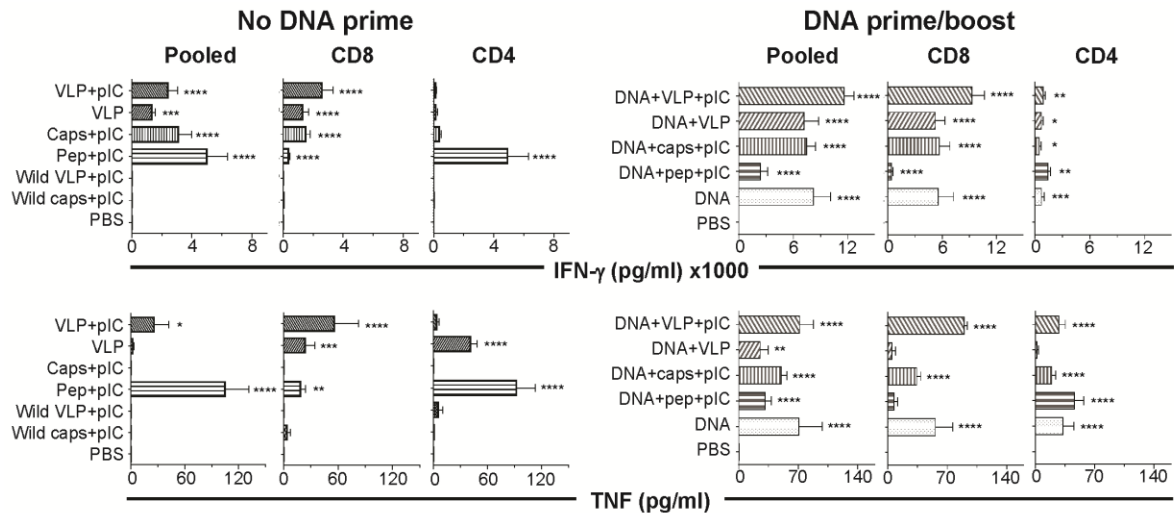 No DNA prime
DNA prime/boost
Pooled CD8 CD4
Pooled CD8 CD4
VLP+pIC **** ****
VLP *** ****
Caps+pIC **** ****
Pep+pIC **** **** ****
Wild VLP+pIC
Wild caps+pIC
PBS
0 4 8 0 4 8 0 4 8
DNA+VLP+pIC **** **** **
DNA+VLP **** **** *
DNA+caps+pIC **** **** *
DNA+pep+pIC **** **** **
DNA **** **** ***
PBS
0 6 12 0 6 12 0 6 12
IFN-γ (pg/ml) x1000
VLP+pIC * ****
VLP *** ****
Caps+pIC
Pep+pIC **** ** ****
Wild VLP+pIC
Wild caps+pIC
PBS
0 60 120 0 60 120 0 60 120
DNA+VLP+pIC **** **** ****
DNA+VLP **
DNA+caps+pIC **** **** ****
DNA+pep+pIC **** ****
DNA **** **** ****
PBS
0 70 140 0 70 140 0 70 140
TNF (pg/ml)